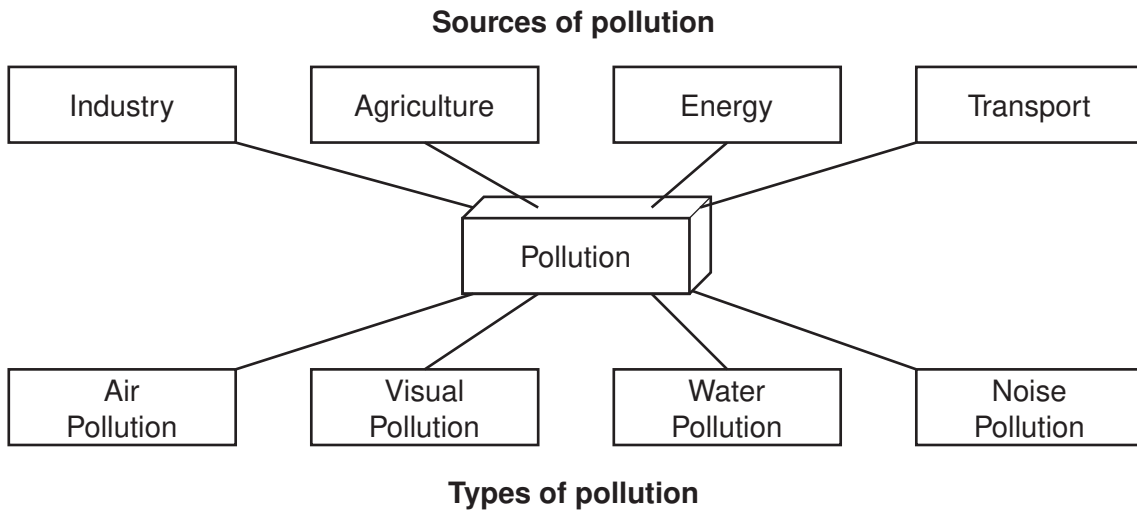 Sources of pollution
Industry
Agriculture
Energy
Transport
Pollution
Air
Pollution
Visual
Pollution
Water
Pollution
Noise
Pollution
Types of pollution